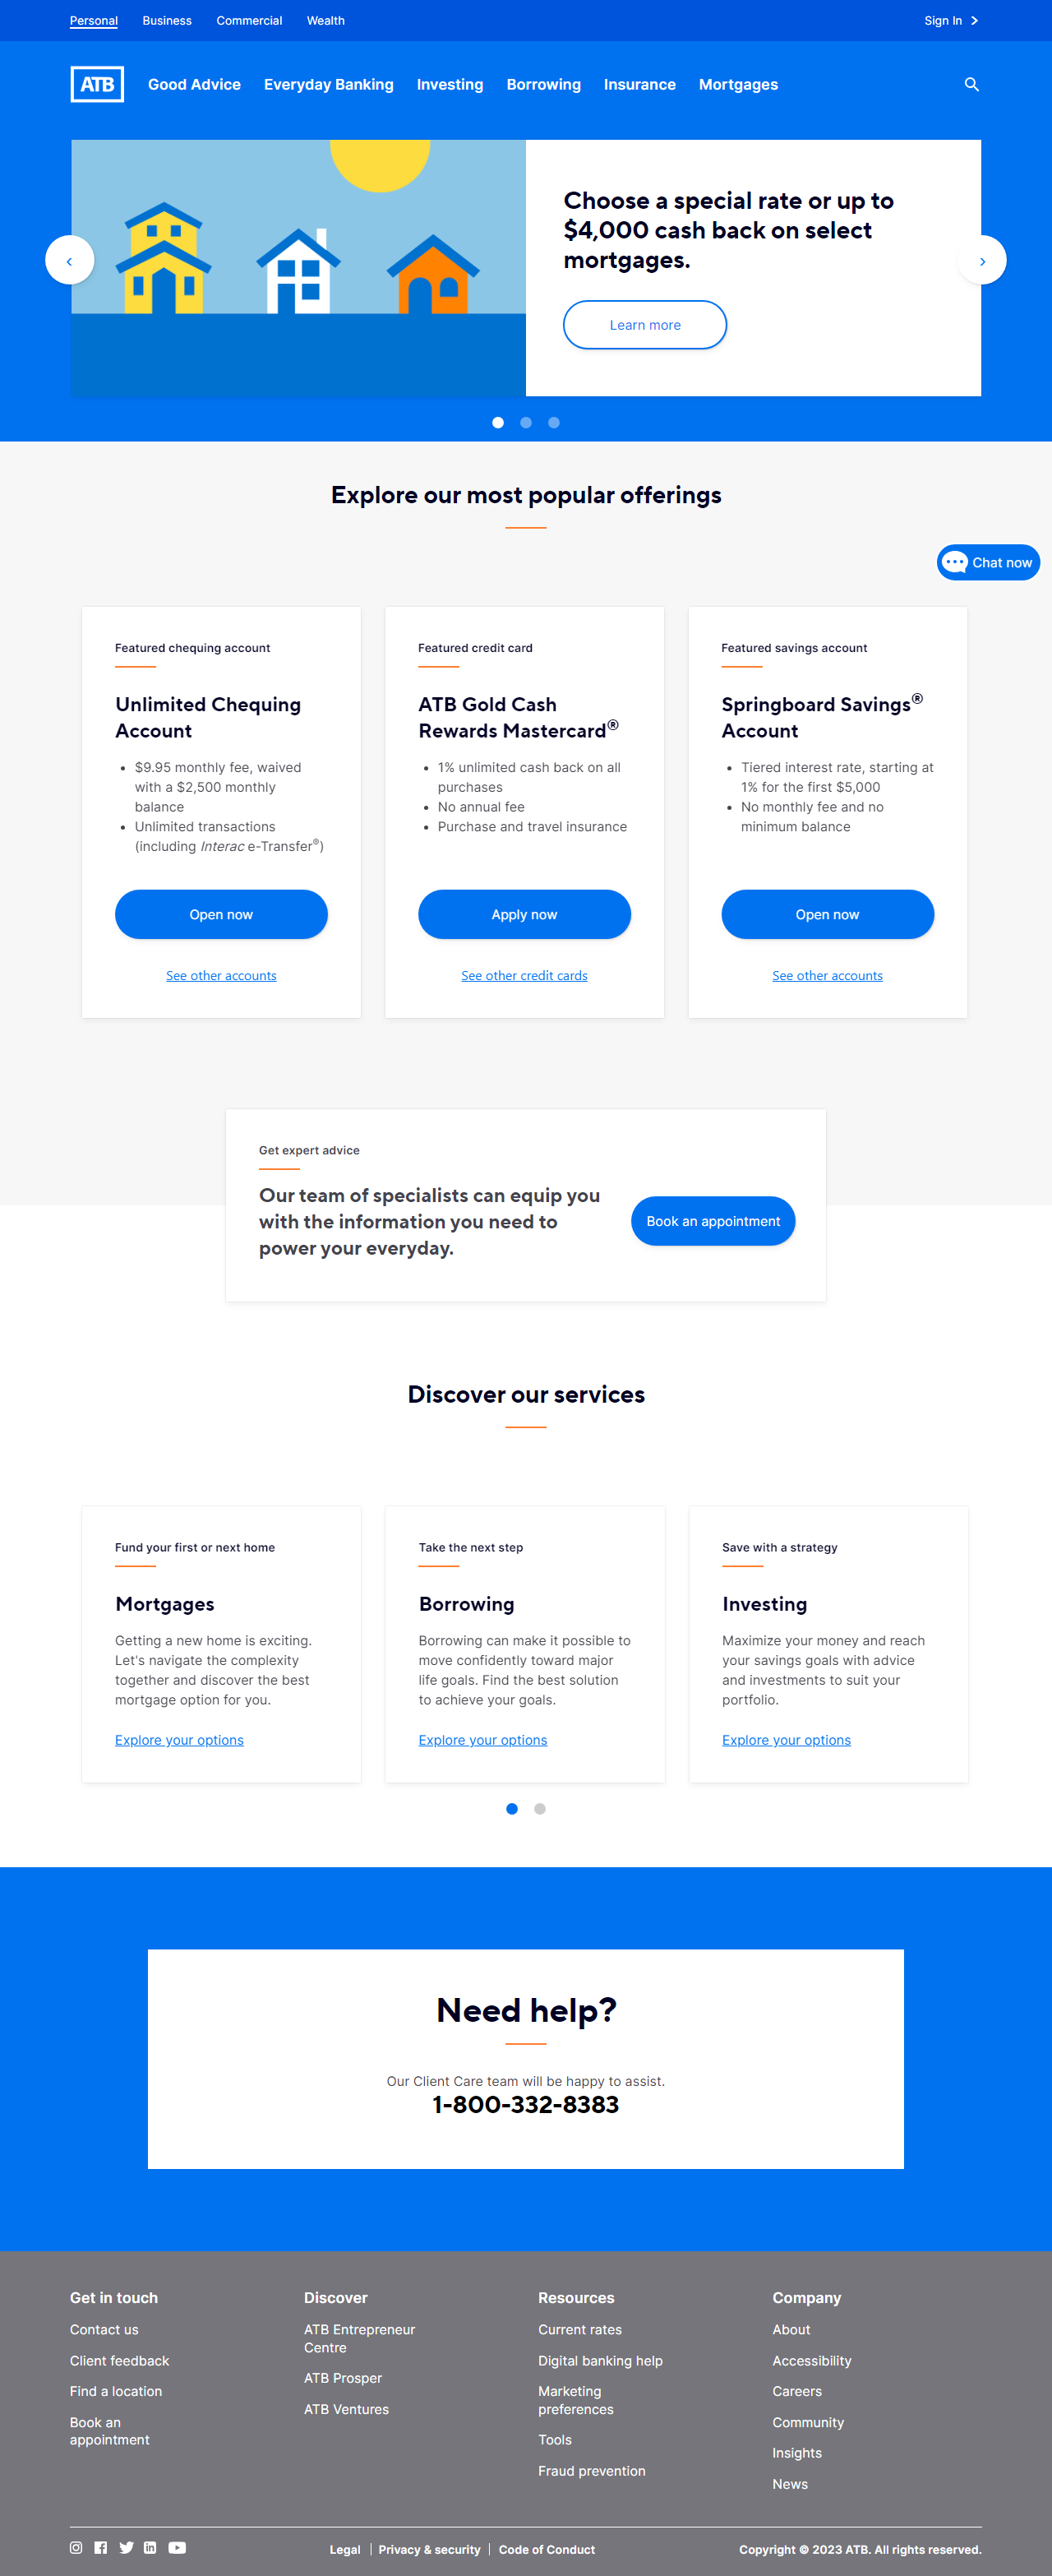 Personal Business Commercial Wealth Sign In
ATB Good Advice Everyday Banking Investing Borrowing Insurance Mortgages
Choose a special rate or up to
$4,000 cash back on select
mortgages.
Learn more
Explore our most popular offerings
Chat now
Featured chequing account
Unlimited Chequing
Account
• $9.95 monthly fee, waived
with a $2,500 monthly
balance
• Unlimited transactions
(including Interac e-Transfer®)
Open now
See other accounts
Featured credit card
ATB Gold Cash
Rewards Mastercard®
• 1% unlimited cash back on all
purchases
• No annual fee
• Purchase and travel insurance
Apply now
See other credit cards
Featured savings account
Springboard Savings®
Account
• Tiered interest rate, starting at
1% for the first $5,000
• No monthly fee and no
minimum balance
Open now
See other accounts
Get expert advice
Our team of specialists can equip you
with the information you need to
power your everyday.
Book an appointment
Discover our services
Fund your first or next home
Mortgages
Getting a new home is exciting.
Let's navigate the complexity
together and discover the best
mortgage option for you.
Explore your options
Take the next step
Borrowing
Borrowing can make it possible to
move confidently toward major
life goals. Find the best solution
to achieve your goals.
Explore your options
Save with a strategy
Investing
Maximize your money and reach
your savings goals with advice
and investments to suit your
portfolio.
Explore your options
Need help?
Our Client Care team will be happy to assist.
1-800-332-8383
Get in touch
Contact us
Client feedback
Find a location
Book an
appointment
Discover
ATB Entrepreneur
Centre
ATB Prosper
ATB Ventures
Resources
Current rates
Digital banking help
Marketing
preferences
Tools
Fraud prevention
Company
About
Accessibility
Careers
Community
Insights
News
Legal | Privacy & security | Code of Conduct
Copyright © 2023 ATB. All rights reserved.